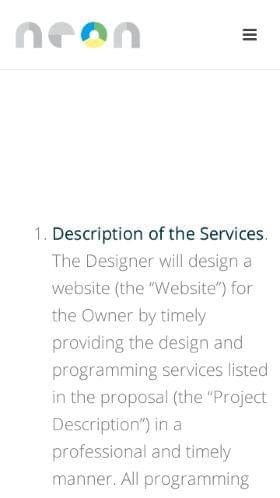 neon
1. Description of the Services.
The Designer will design a
website (the “Website”) for
the Owner by timely
providing the design and
programming services listed
in the proposal (the “Project
Description”) in a
professional and timely
manner. All programming